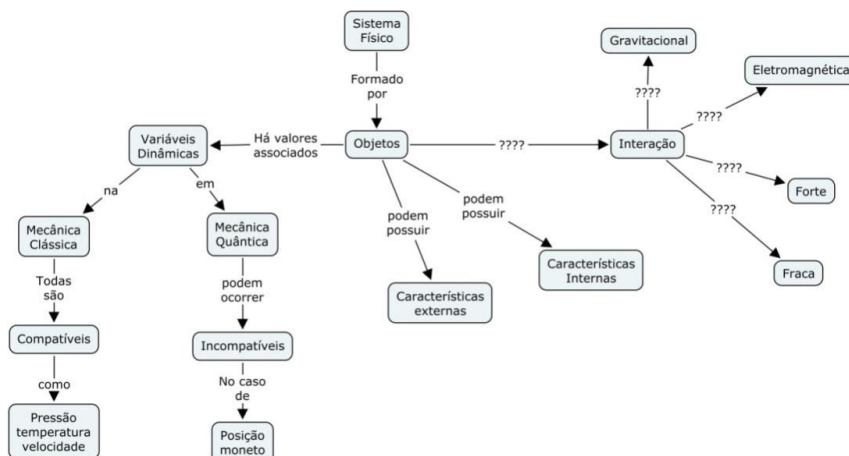 Sistema
Físico
Gravitacional
Eletromagnética
Formado
por
????
????
Variáveis
Dinâmicas
Há valores
associados
Objetos
????
Interação
????
Forte
na
em
podem
possuir
podem
possuir
????
Mecânica
Clássica
Mecânica
Quântica
Características
Internas
Fraca
Todas
são
podem
ocorrer
Características
externas
Compatíveis
Incompatíveis
como
No caso
de
Pressão
temperatura
velocidade
Posição
moneto